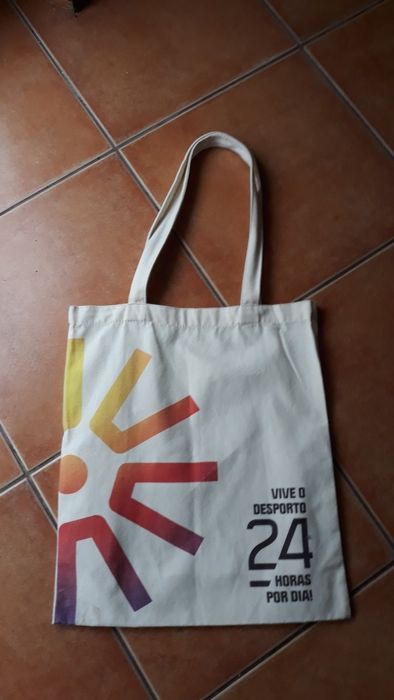 VIVE O
DESPORTO
24
HORAS
POR DIA!